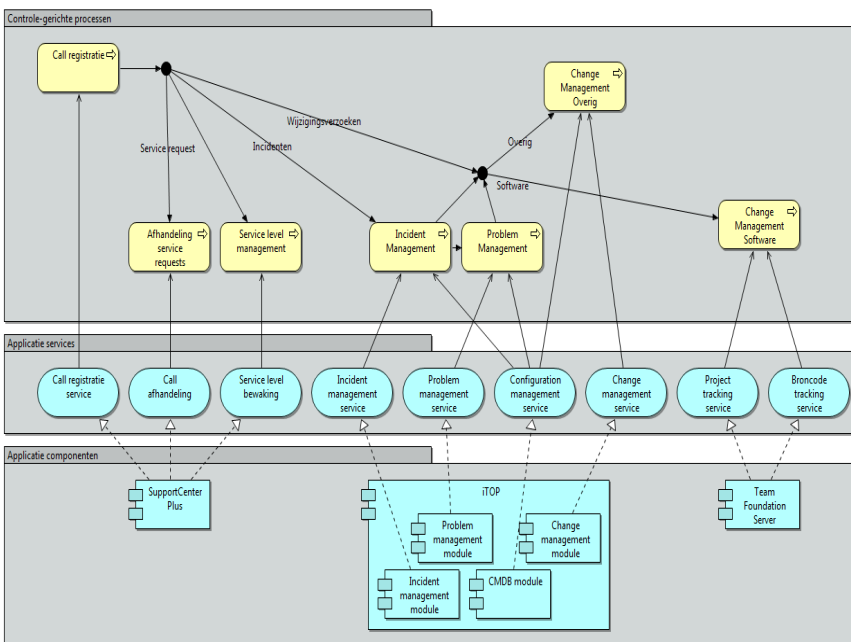 Controle-gerichte processen
Call registratie
Change
Management
Overig
Wijzigingsverzoeken
Service request
Incidenten
Overig
Software
Afhandeling
service
requests
Service level
management
Incident
Management
Problem
Management
Change
Management
Software
Applicatie services
Call registratie
service
Call
afhandeling
Service level
bewaking
Incident
management
service
Problem
management
service
Configuration
management
service
Change
management
service
Project
tracking
service
Broncode
tracking
service
Applicatie componenten
SupportCenter
Plus
iTOP
Problem
management
module
Change
management
module
Incident
management
module
CMDB module
Team
Foundation
Server